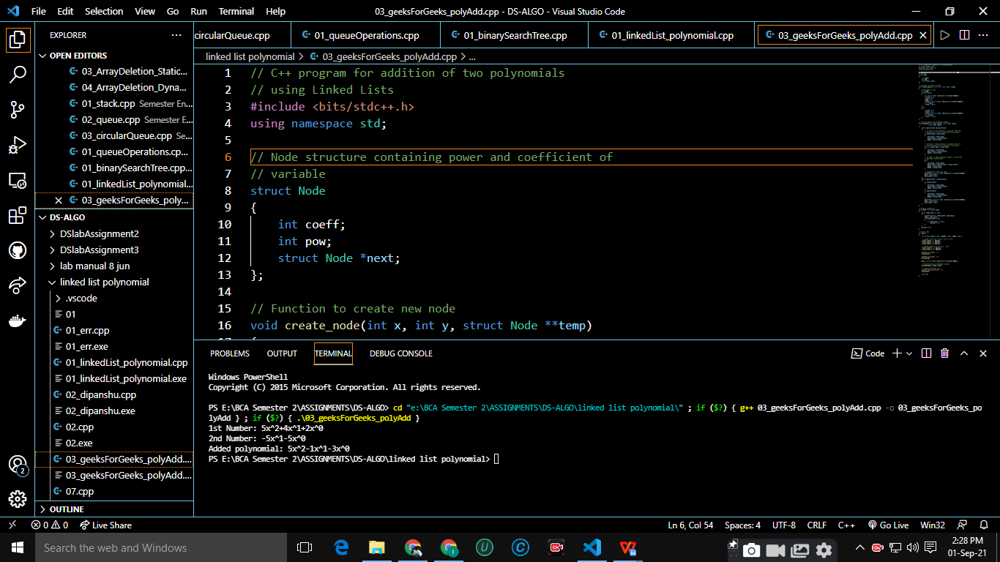 File Edit Selection View Go Run Terminal Help 03_geeksForGeeks_polyAdd.cpp - DS-ALGO - Visual Studio Code
EXPLORER ...
circularQueue.cpp 01_queueOperations.cpp 01_binarySearchTree.cpp 01_linkedList_polynomial.cpp 03_geeksForGeeks_polyAdd.cpp ...
OPEN EDITORS
03_ArrayDeletion_Static...
04_ArrayDeletion_Dyna...
01_stack.cpp Semester En...
02_queue.cpp Semester E...
03_circularQueue.cpp Se...
01_queueOperations.cp...
01_binarySearchTree.cpp...
01_linkedList_polynomial...
03_geeksForGeeks_poly...
DS-ALGO
DSlabAssignment2
DSlabAssignment3
lab manual 8 jun
linked list polynomial
.vscode
01
01_err.cpp
01_err.exe
01_linkedList_polynomial.cpp
01_linkedList_polynomial.exe
02_dipanshu.cpp
02_dipanshu.exe
02.cpp
02.exe
03_geeksForGeeks_polyAdd....
03_geeksForGeeks_polyAdd....
07.cpp
OUTLINE
linked list polynomial > 03_geeksForGeeks_polyAdd.cpp > ...
1 // C++ program for addition of two polynomials
2 // using Linked Lists
3 #include <bits/stdc++.h>
4 using namespace std;
5
6 // Node structure containing power and coefficient of
7 // variable
8 struct Node
9 {
10 int coeff;
11 int pow;
12 struct Node *next;
13 };
14
15 // Function to create new node
16 void create_node(int x, int y, struct Node **temp)
PROBLEMS OUTPUT TERMINAL DEBUG CONSOLE Code
Windows PowerShell
Copyright (C) 2015 Microsoft Corporation. All rights reserved.
PS E:\BCA Semester 2\ASSIGNMENTS\DS-ALGO> cd "e:\BCA Semester 2\ASSIGNMENTS\DS-ALGO\linked list polynomial\" ; if ($?) { g++ 03_geeksForGeeks_polyAdd.cpp -o 03_geeksForGeeks_po
lyAdd } ; if ($?) { .\03_geeksForGeeks_polyAdd }
1st Number: 5x^2+4x^1+2x^0
2nd Number: -5x^1-5x^0
Added polynomial: 5x^2-1x^1-3x^0
PS E:\BCA Semester 2\ASSIGNMENTS\DS-ALGO\linked list polynomial>
2
0 0 Live Share Ln 6, Col 54 Spaces: 4 UTF-8 CRLF C++ Go Live Win32
Search the web and Windows
2:28 PM
01-Sep-21